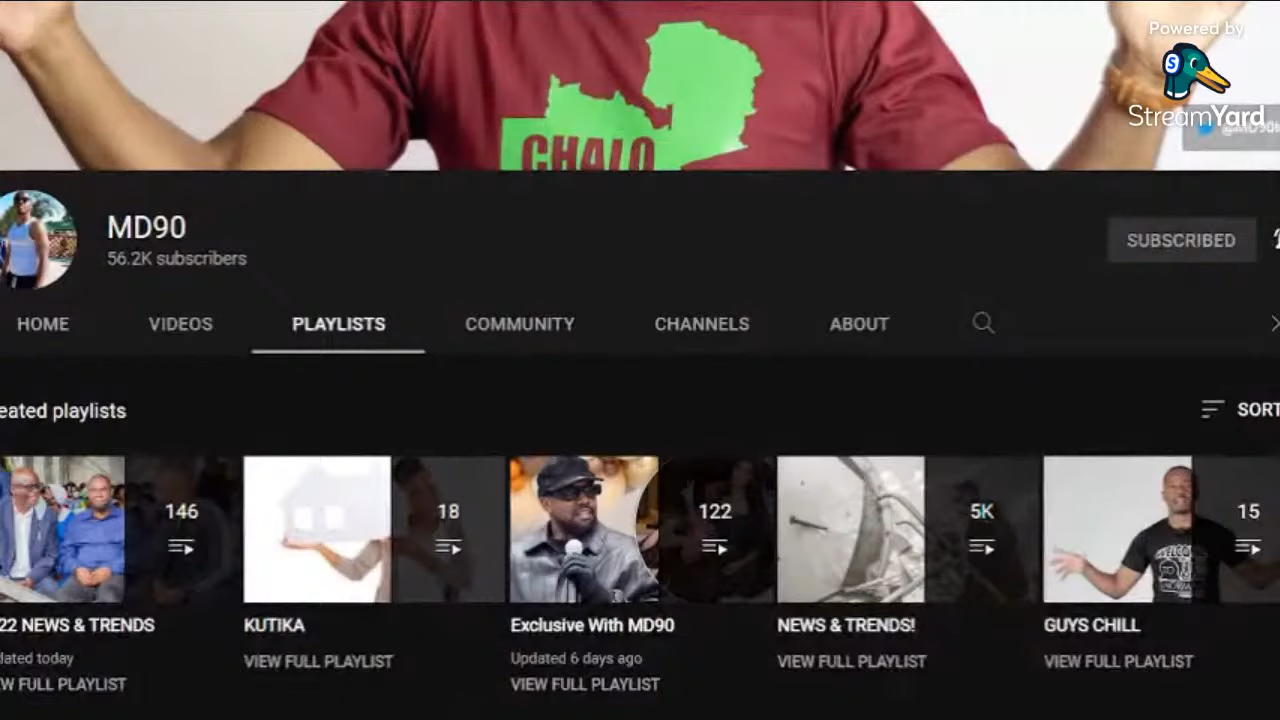 Powered by
StreamYard
CHALO
MD90
56.2K subscribers
SUBSCRIBED
HOME VIDEOS PLAYLISTS COMMUNITY CHANNELS ABOUT
eated playlists
SORT
146 18 122 5K 15
22 NEWS & TRENDS KUTIKA Exclusive With MD90 NEWS & TRENDS! GUYS CHILL
dated today VIEW FULL PLAYLIST Updated 6 days ago VIEW FULL PLAYLIST VIEW FULL PLAYLIST
W FULL PLAYLIST VIEW FULL PLAYLIST